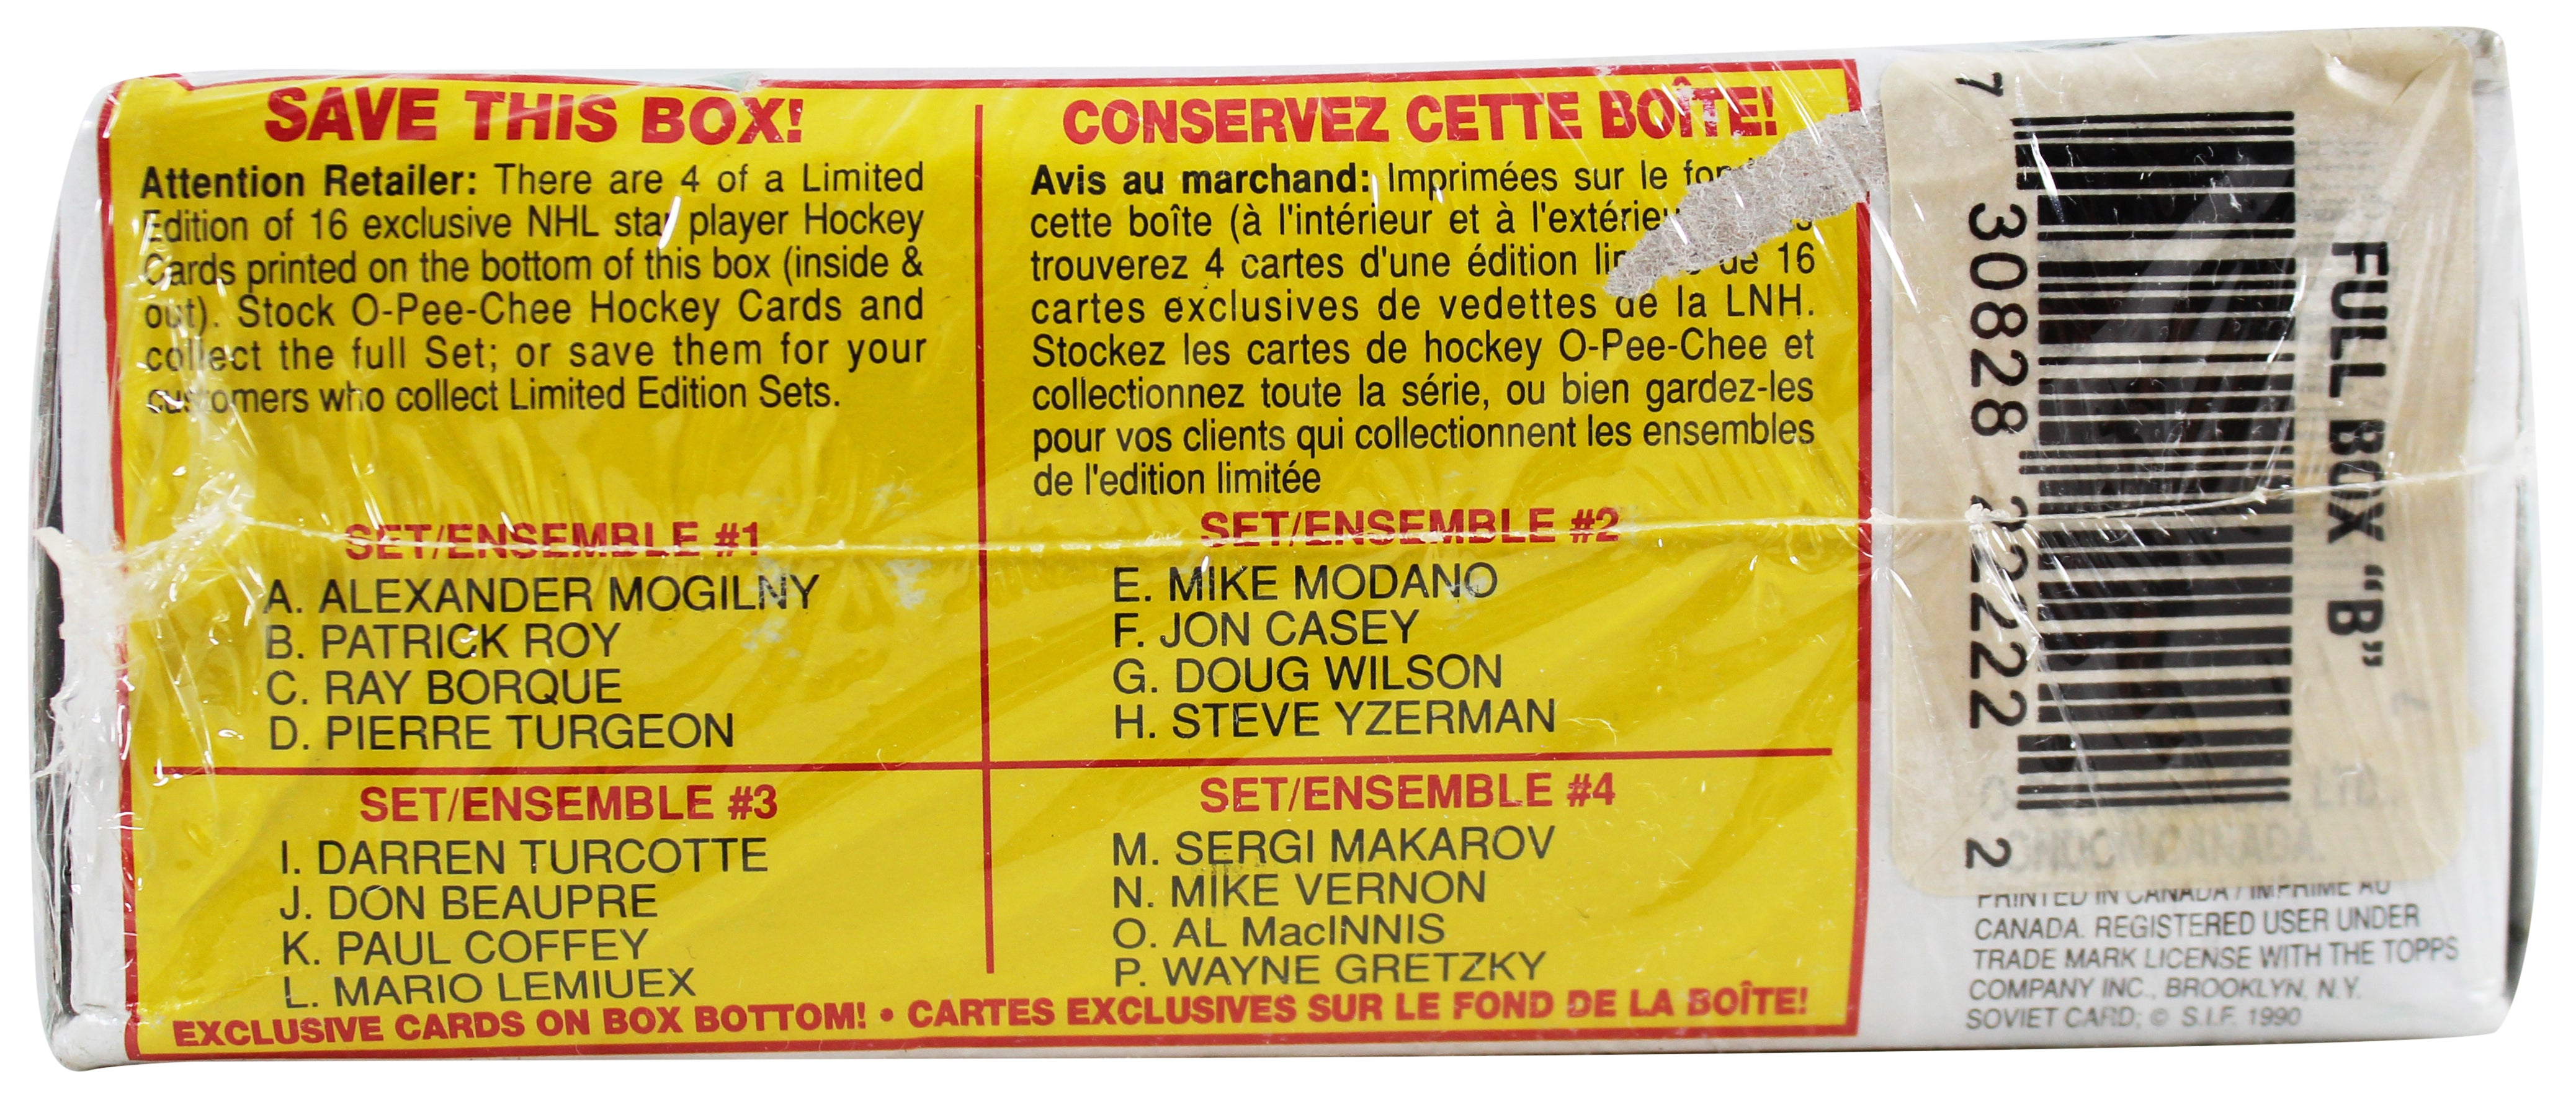 SAVE THIS BOX!
Attention Retailer: There are 4 of a Limited
Edition of 16 exclusive NHL star player Hockey
Cards printed on the bottom of this box (inside &
out). Stock O-Pee-Chee Hockey Cards and
collect the full Set; or save them for your
customers who collect Limited Edition Sets.
CONSERVEZ CETTE BOÎTE!
Avis au marchand: Imprimées sur le
cette boîte (à l'intérieur et à
trouverez 4 cartes d'une édition de 16
cartes exclusives de vedettes de la LNH.
Stockez les cartes de hockey O-Pee-Chee et
collectionnez toute la série, ou bien gardez-les
pour vos clients qui collectionnent les ensembles
de l'edition limitée
SET/ENSEMBLE #1
A. ALEXANDER MOGILNY
B. PATRICK ROY
C. RAY BORQUE
D. PIERRE TURGEON
SET/ENSEMBLE #2
E. MIKE MODANO
F. JON CASEY
G. DOUG WILSON
H. STEVE YZERMAN
SET/ENSEMBLE #3
I. DARREN TURCOTTE
J. DON BEAUPRE
K. PAUL COFFEY
L. MARIO LEMIUEX
SET/ENSEMBLE #4
M. SERGI MAKAROV
N. MIKE VERNON
O. AL MacINNIS
P. WAYNE GRETZKY
EXCLUSIVE CARDS ON BOX BOTTOM! • CARTES EXCLUSIVES SUR LE FOND DE LA BOÎTE!
FULL BOX "B"
7 30828 22222 2
PRINTED IN CANADA / IMPRIME AU
CANADA. REGISTERED USER UNDER
TRADE MARK LICENSE WITH THE TOPPS
COMPANY INC., BROOKLYN, N.Y.
SOVIET CARD; © S.I.F. 1990